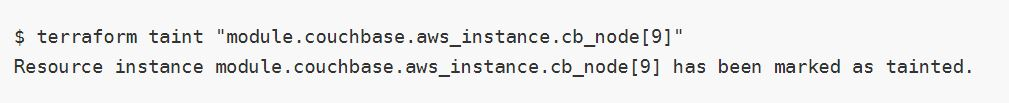 $ terraform taint "module.couchbase.aws_instance.cb_node[9]"
Resource instance module.couchbase.aws_instance.cb_node[9] has been marked as tainted.